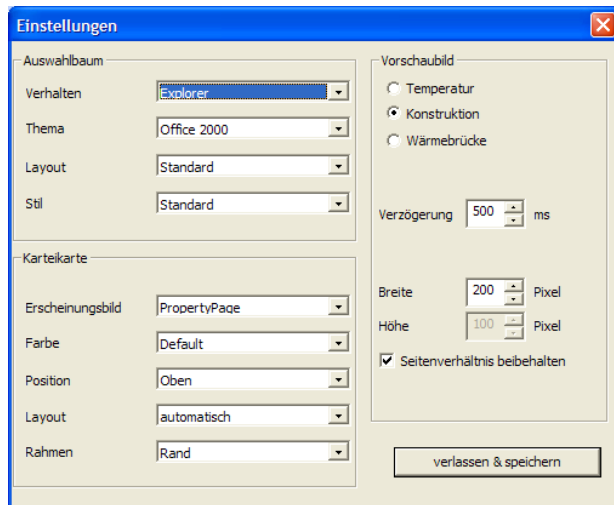 Einstellungen
Auswahlbaum
Verhalten Explorer
Thema Office 2000
Layout Standard
Stil Standard
Karteikarte
Erscheinungsbild PropertyPage
Farbe Default
Position Oben
Layout automatisch
Rahmen Rand
Vorschaubild
Temperatur
Konstruktion
Wärmebrücke
Verzögerung 500 ms
Breite 200 Pixel
Höhe 100 Pixel
Seitenverhältnis beibehalten
verlassen & speichern